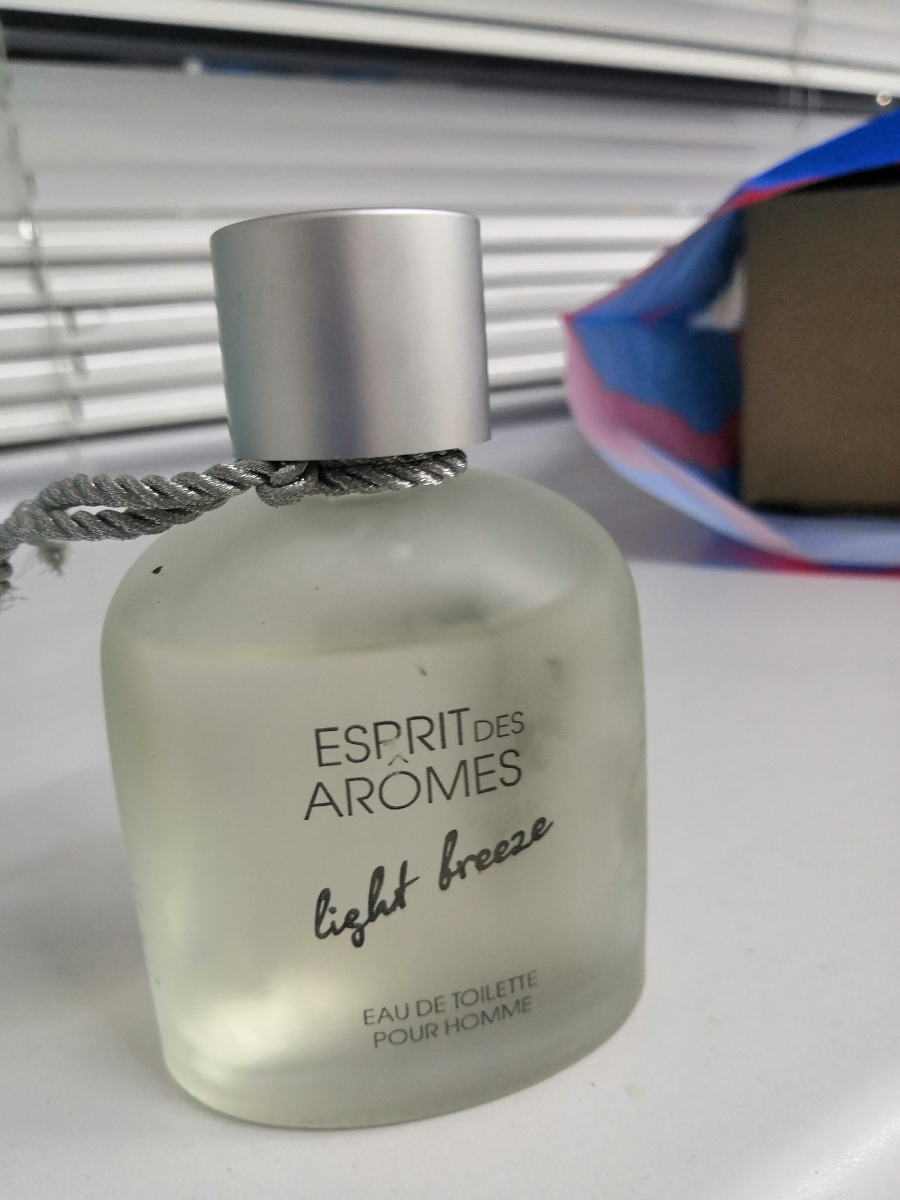 ESPRIT DES
ARÔMES
light breeze
EAU DE TOILETTE
POUR HOMME